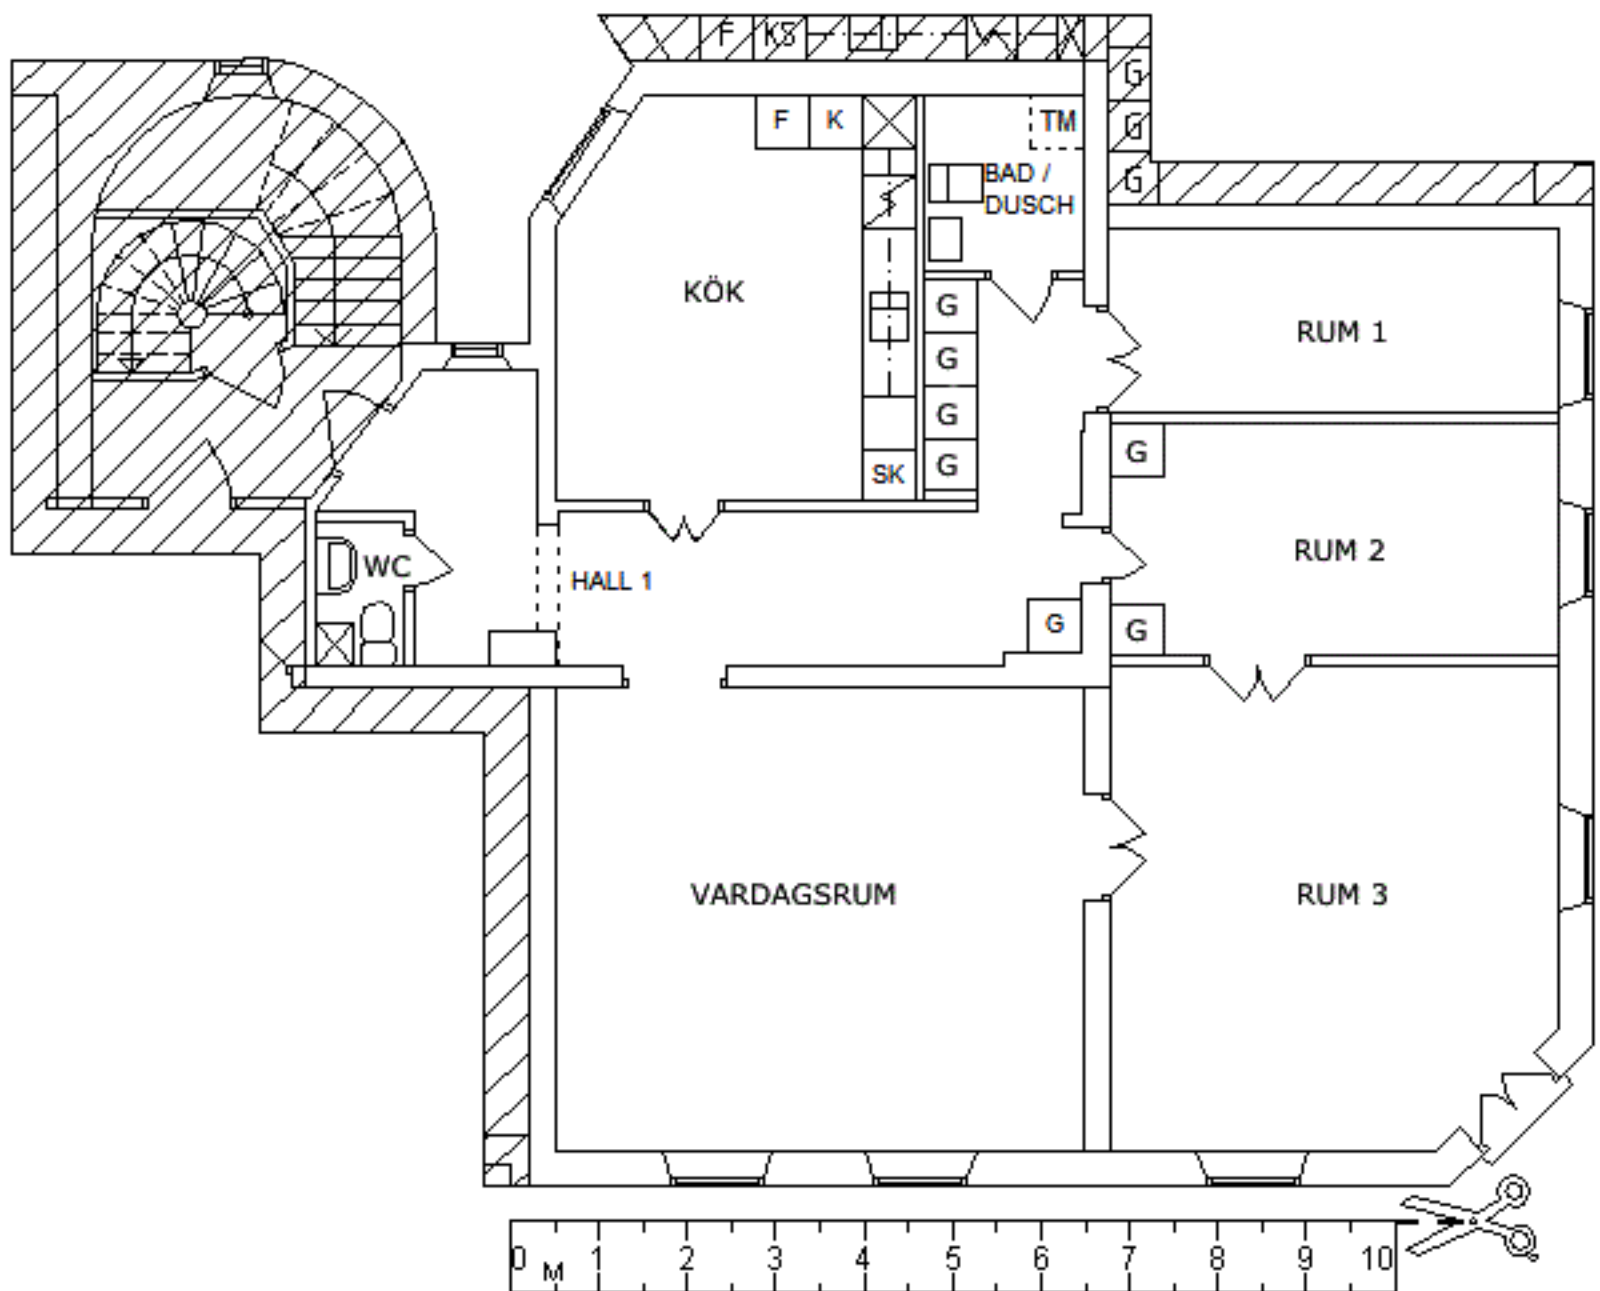 F KS
G
G
G
F K TM
BAD /
DUSCH
KÖK
G
G
G
G
SK
RUM 1
G
RUM 2
WC
HALL 1
G
G
VARDAGSRUM
RUM 3
0 M 1 2 3 4 5 6 7 8 9 10